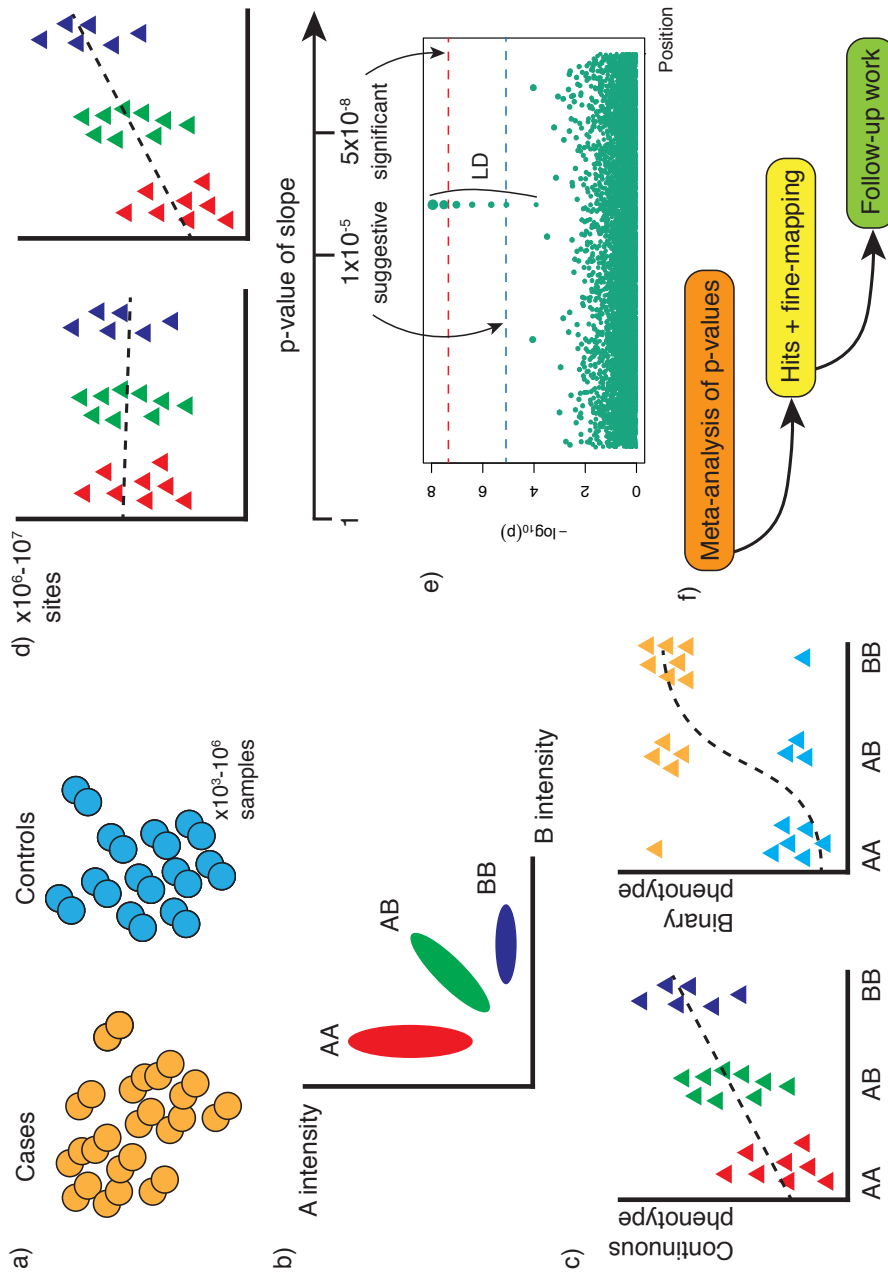 a)
Cases
Controls
x10³-10⁶
samples
b)
A intensity
AA
AB
BB
B intensity
c)
Continuous
phenotype
AA
AB
BB
Binary
phenotype
AA
AB
BB
d)
x10⁶-10⁷
sites
p-value of slope
1
1x10⁻⁵
5x10⁻⁸
suggestive
significant
e)
−log₁₀(p)
0
2
4
6
8
LD
Position
f)
Meta-analysis of p-values
Hits + fine-mapping
Follow-up work